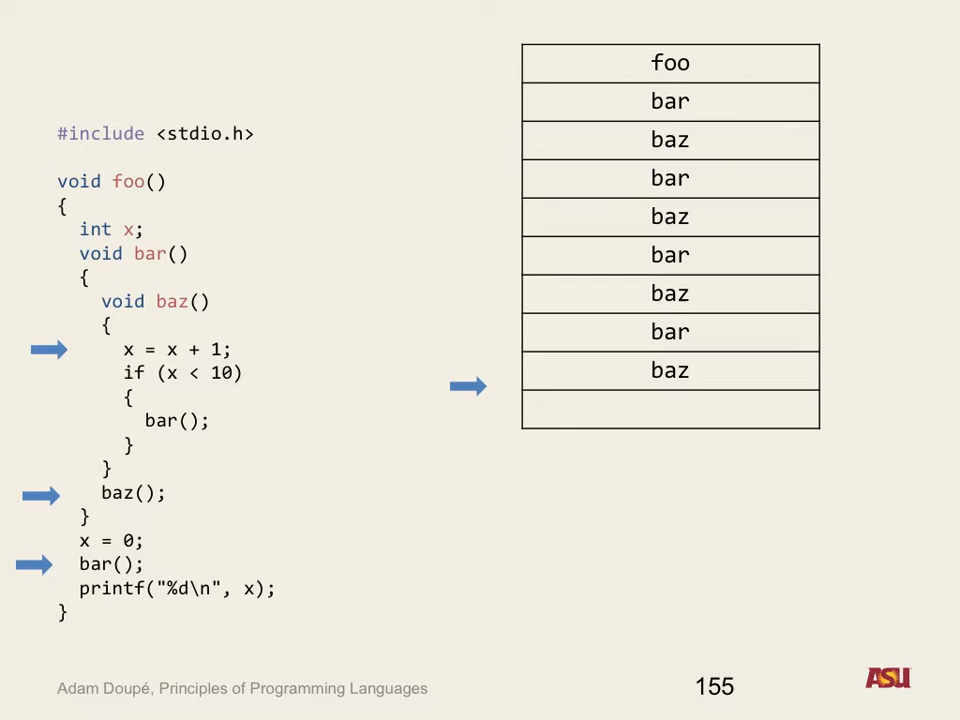 #include <stdio.h>
void foo()
{
int x;
void bar()
{
void baz()
{
x = x + 1;
if (x < 10)
{
bar();
}
}
baz();
}
x = 0;
bar();
printf("%d\n", x);
}
foo
bar
baz
bar
baz
bar
baz
bar
baz
Adam Doupé, Principles of Programming Languages
155
ASU